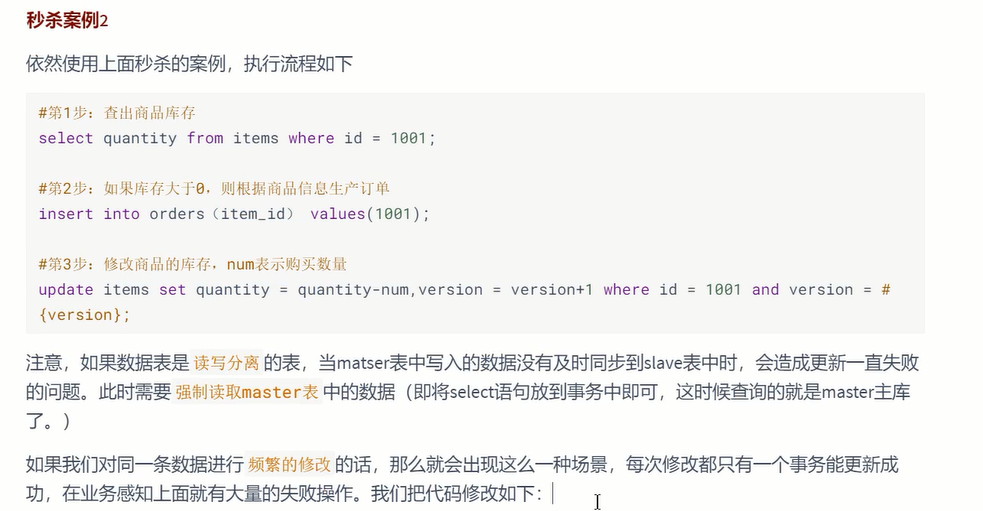 秒杀案例2
依然使用上面秒杀的案例，执行流程如下
#第1步：查出商品库存
select quantity from items where id = 1001;
#第2步：如果库存大于0，则根据商品信息生产订单
insert into orders（item_id） values(1001);
#第3步：修改商品的库存，num表示购买数量
update items set quantity = quantity-num,version = version+1 where id = 1001 and version = #
{version};
注意，如果数据表是读写分离的表，当matser表中写入的数据没有及时同步到slave表中时，会造成更新一直失败
的问题。此时需要强制读取master表中的数据（即将select语句放到事务中即可，这时候查询的就是master主库
了。）
如果我们对同一条数据进行频繁的修改的话，那么就会出现这么一种场景，每次修改都只有一个事务能更新成
功，在业务感知上面就有大量的失败操作。我们把代码修改如下：